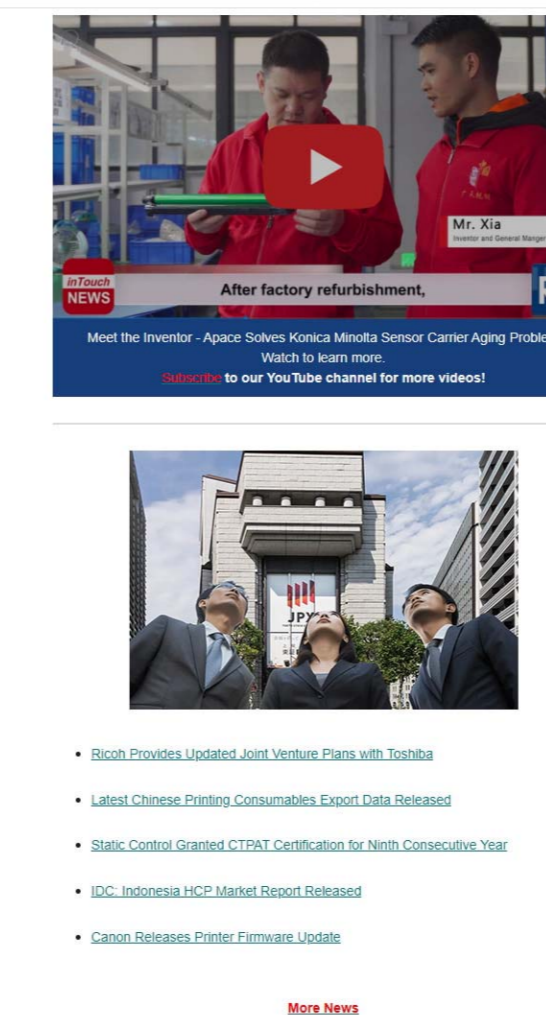 Mr. Xia
Inventor and General Manger
inTouch
NEWS
After factory refurbishment,
Meet the Inventor - Apace Solves Konica Minolta Sensor Carrier Aging Proble
Watch to learn more.
Subscribe to our YouTube channel for more videos!
JPX
Ricoh Provides Updated Joint Venture Plans with Toshiba
Latest Chinese Printing Consumables Export Data Released
Static Control Granted CTPAT Certification for Ninth Consecutive Year
IDC: Indonesia HCP Market Report Released
Canon Releases Printer Firmware Update
More News